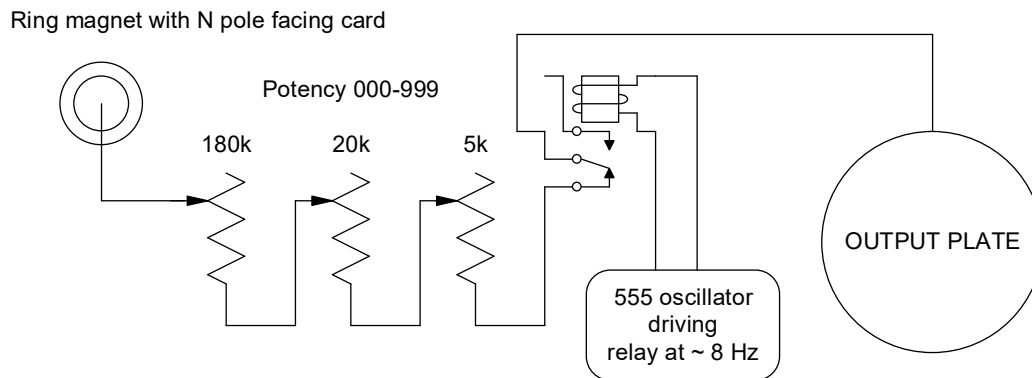 Ring magnet with N pole facing card
Potency 000-999
180k
20k
5k
OUTPUT PLATE
555 oscillator
driving
relay at ~ 8 Hz